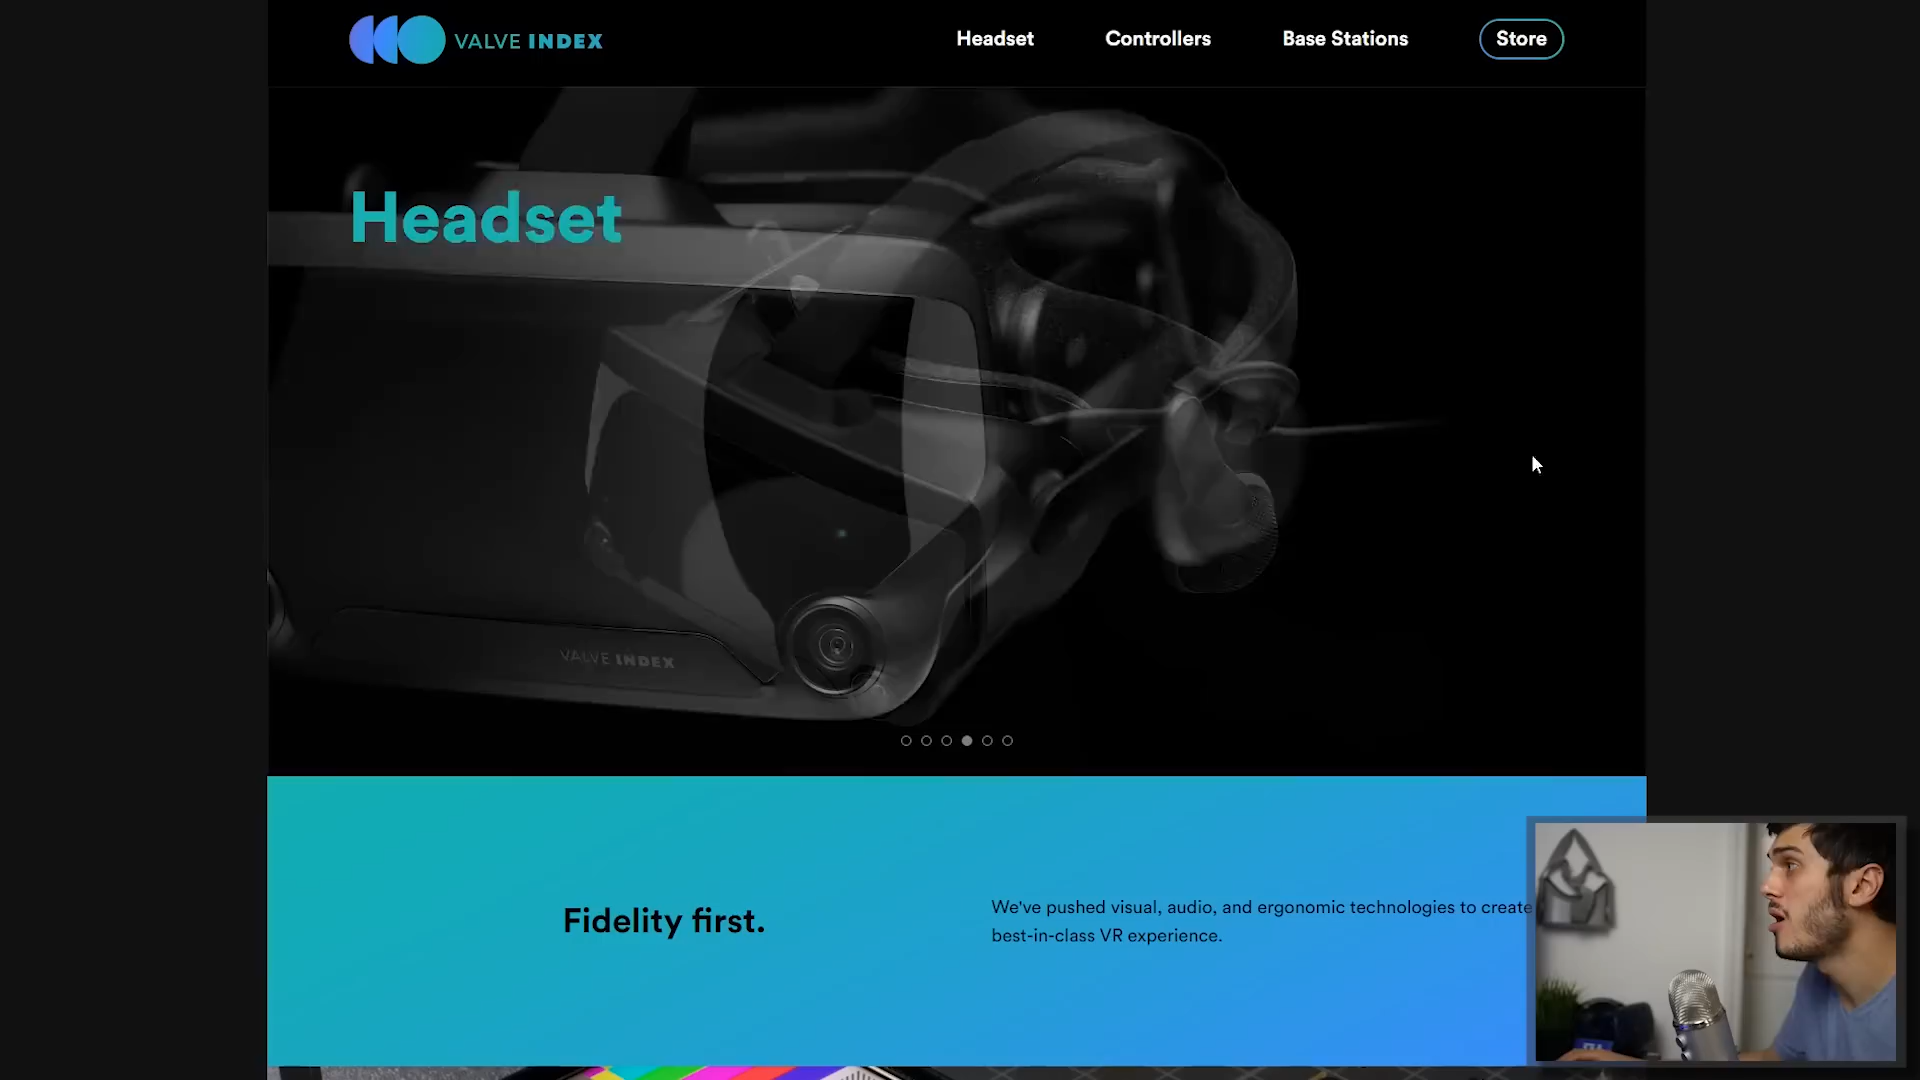 VALVE INDEX
Headset
Controllers
Base Stations
Store
Headset
VALVE INDEX
Fidelity first.
We've pushed visual, audio, and ergonomic technologies to create
best-in-class VR experience.